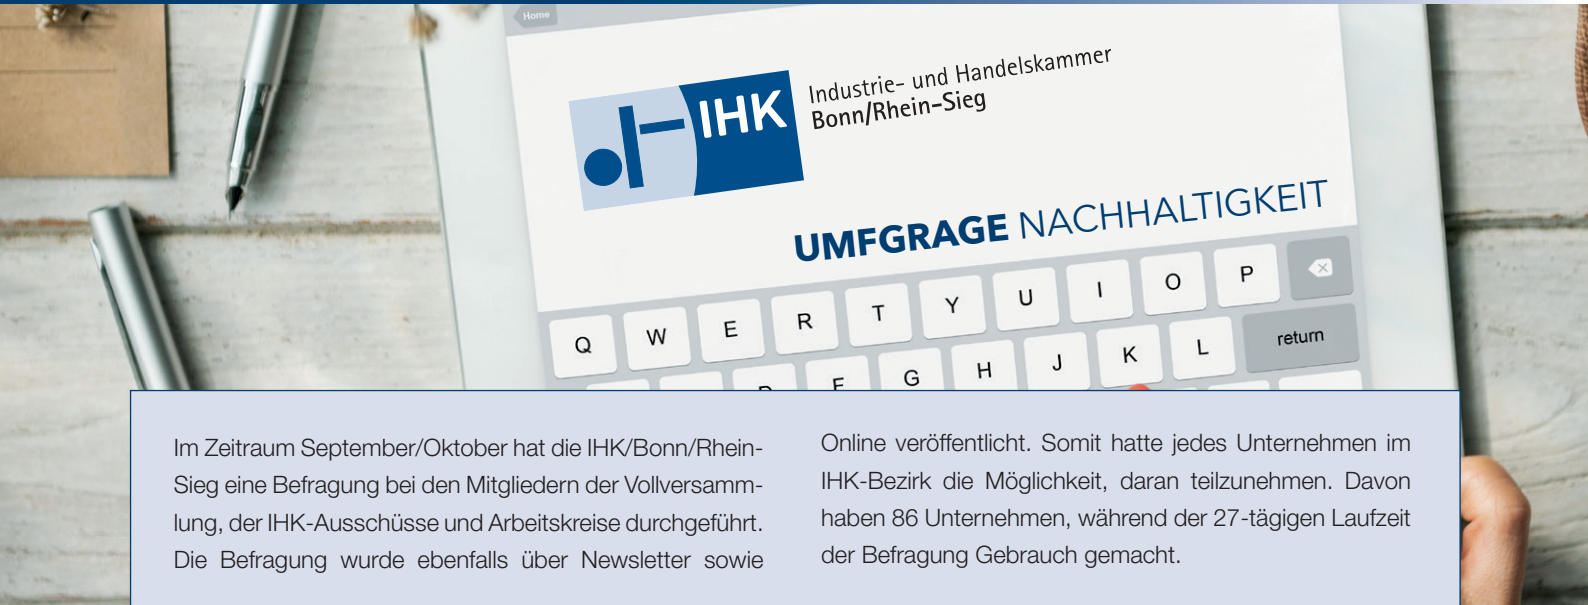 Home
IHK
Industrie- und Handelskammer
Bonn/Rhein-Sieg
UMFGRAGE NACHHALTIGKEIT
Q W E R T Y U I O P
F G H J K L return
Im Zeitraum September/Oktober hat die IHK/Bonn/Rhein-
Sieg eine Befragung bei den Mitgliedern der Vollversamm-
lung, der IHK-Ausschüsse und Arbeitskreise durchgeführt.
Die Befragung wurde ebenfalls über Newsletter sowie
Online veröffentlicht. Somit hatte jedes Unternehmen im
IHK-Bezirk die Möglichkeit, daran teilzunehmen. Davon
haben 86 Unternehmen, während der 27-tägigen Laufzeit
der Befragung Gebrauch gemacht.